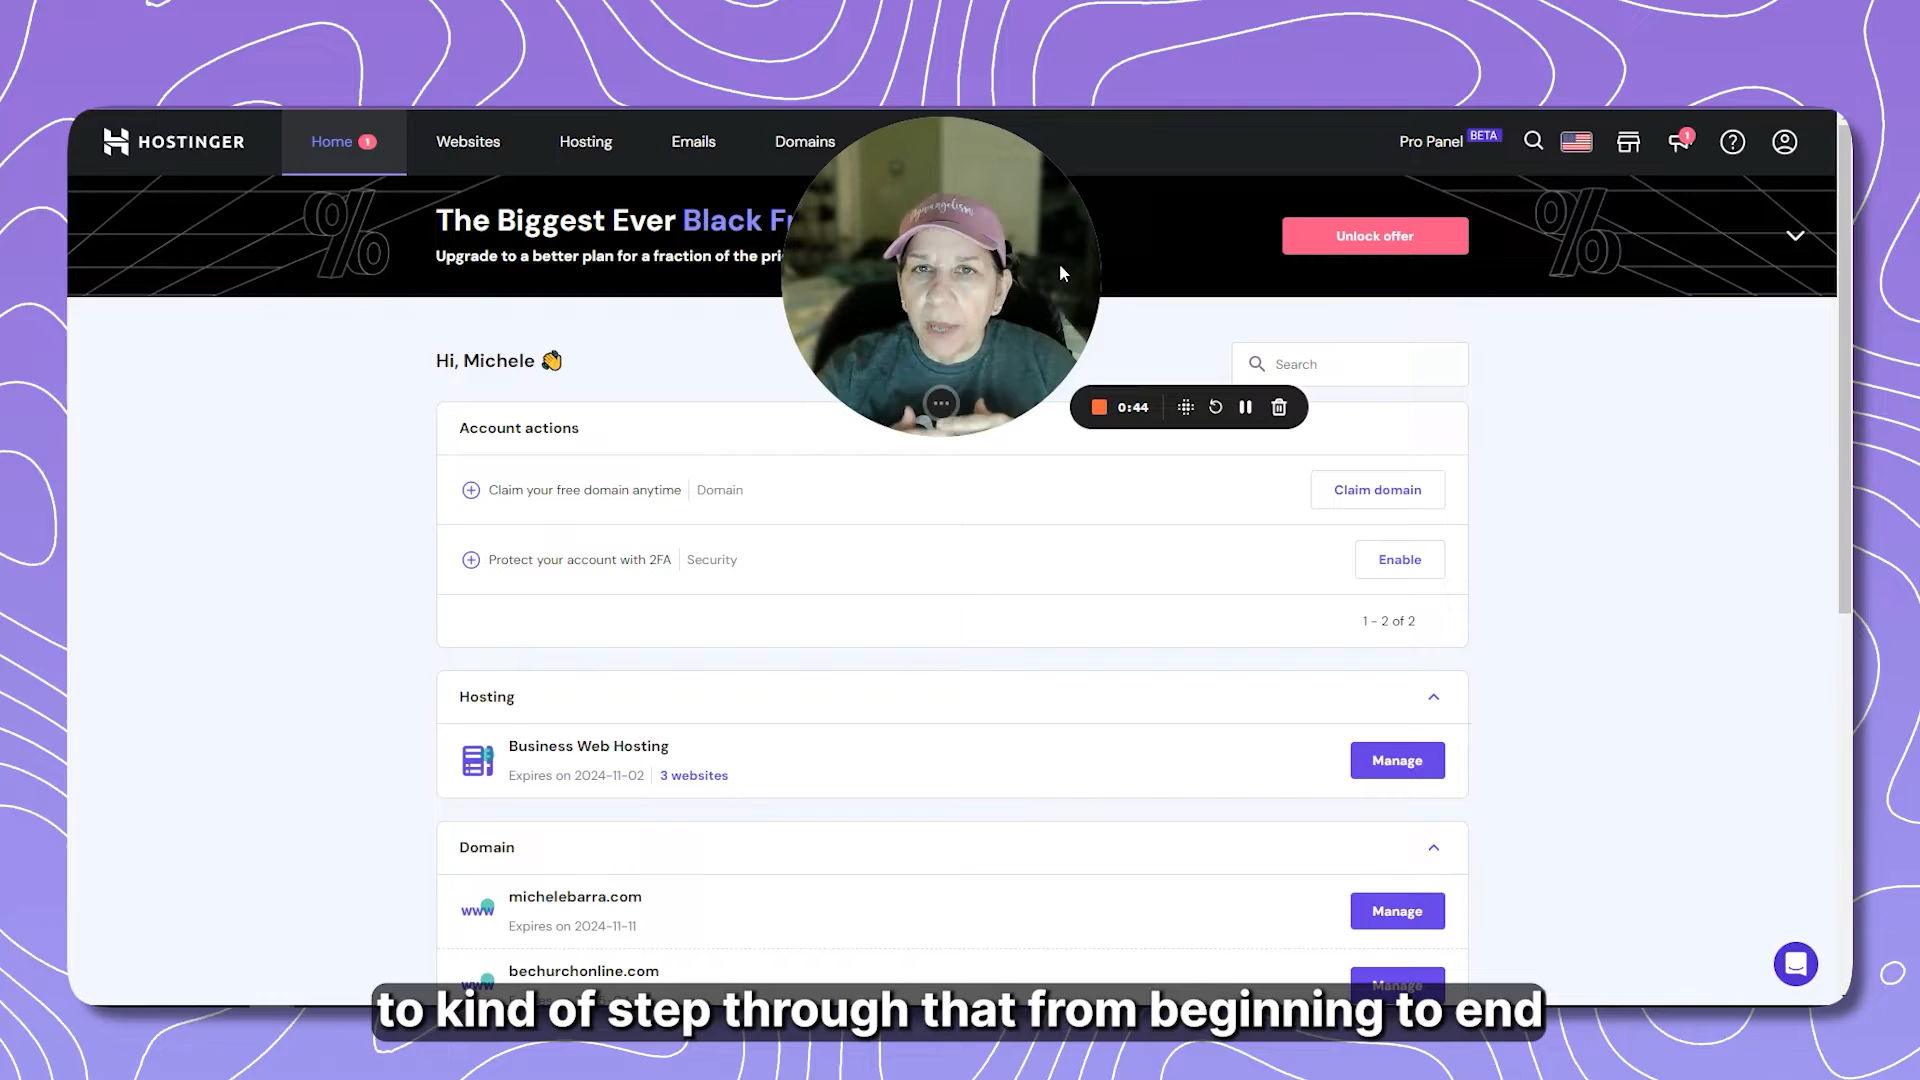 HOSTINGER
Home 1
Websites
Hosting
Emails
Domains
Pro Panel BETA
1
The Biggest Ever Black Fr
Upgrade to a better plan for a fraction of the pri
Unlock offer
Hi, Michele
Search
0:44
Account actions
Claim your free domain anytime Domain
Claim domain
Protect your account with 2FA Security
Enable
1 - 2 of 2
Hosting
Business Web Hosting
Expires on 2024-11-02 3 websites
Manage
Domain
www
michelebarra.com
Expires on 2024-11-11
Manage
www
bechurchonline.com
Manage
to kind of step through that from beginning to end